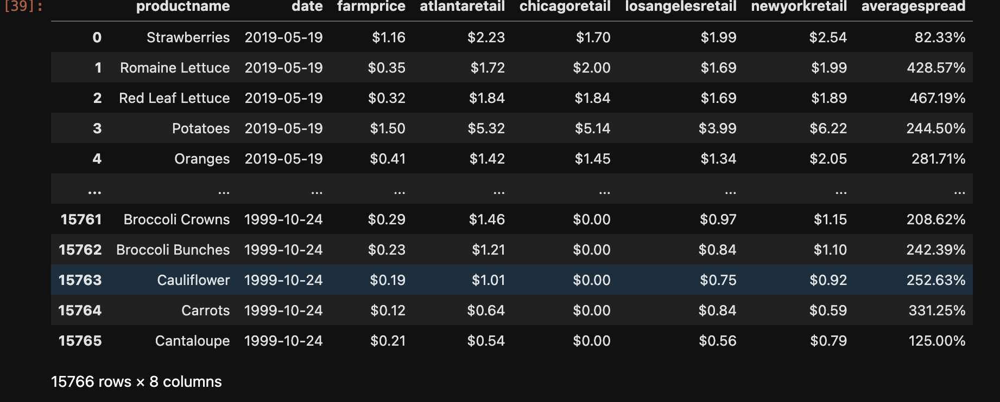 [39]: productname date farmprice atlantaretail chicagoretail losangelesretail newyorkretail averagespread
0 Strawberries 2019-05-19 $1.16 $2.23 $1.70 $1.99 $2.54 82.33%
1 Romaine Lettuce 2019-05-19 $0.35 $1.72 $2.00 $1.69 $1.99 428.57%
2 Red Leaf Lettuce 2019-05-19 $0.32 $1.84 $1.84 $1.69 $1.89 467.19%
3 Potatoes 2019-05-19 $1.50 $5.32 $5.14 $3.99 $6.22 244.50%
4 Oranges 2019-05-19 $0.41 $1.42 $1.45 $1.34 $2.05 281.71%
... ... ... ... ... ... ... ... ...
15761 Broccoli Crowns 1999-10-24 $0.29 $1.46 $0.00 $0.97 $1.15 208.62%
15762 Broccoli Bunches 1999-10-24 $0.23 $1.21 $0.00 $0.84 $1.10 242.39%
15763 Cauliflower 1999-10-24 $0.19 $1.01 $0.00 $0.75 $0.92 252.63%
15764 Carrots 1999-10-24 $0.12 $0.64 $0.00 $0.84 $0.59 331.25%
15765 Cantaloupe 1999-10-24 $0.21 $0.54 $0.00 $0.56 $0.79 125.00%
15766 rows × 8 columns